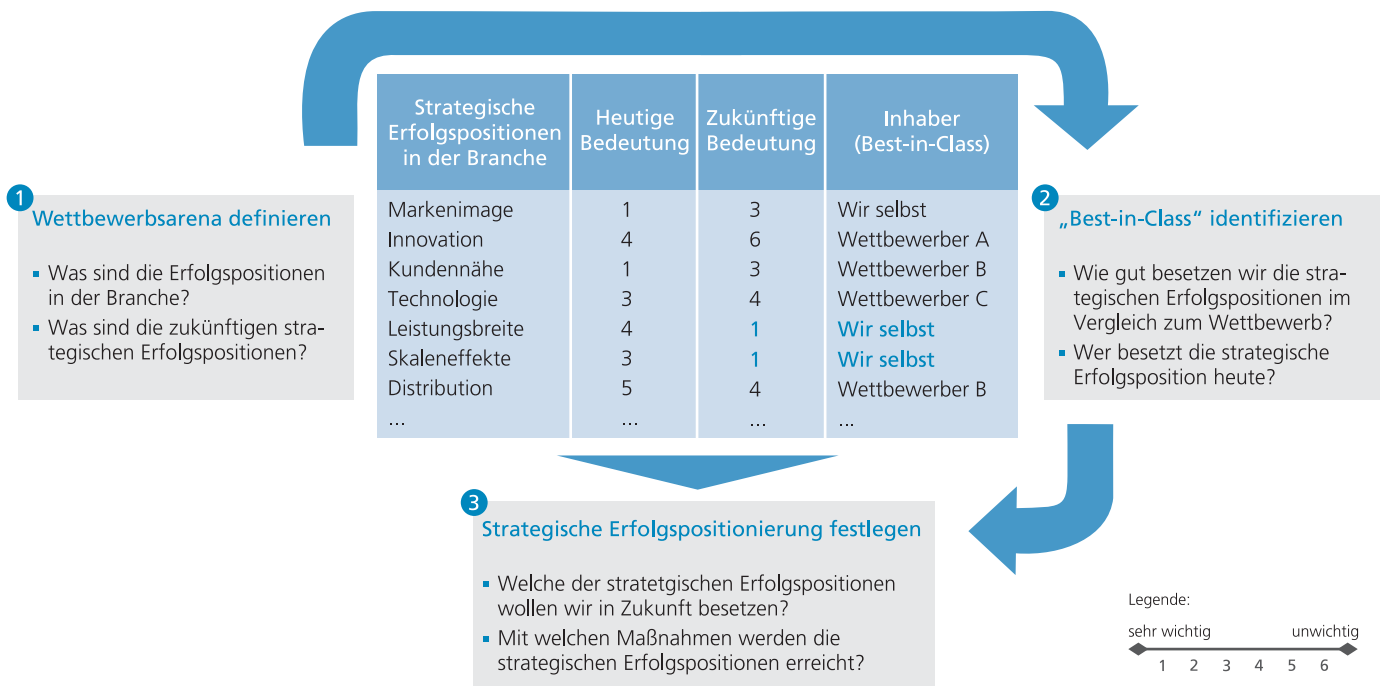 Strategische
Erfolgspositionen
in der Branche
Heutige
Bedeutung
Zukünftige
Bedeutung
Inhaber
(Best-in-Class)
Markenimage 1 3 Wir selbst
Innovation 4 6 Wettbewerber A
Kundennähe 1 3 Wettbewerber B
Technologie 3 4 Wettbewerber C
Leistungsbreite 4 1 Wir selbst
Skaleneffekte 3 1 Wir selbst
Distribution 5 4 Wettbewerber B
... ... ... ...
1
Wettbewerbsarena definieren
▪ Was sind die Erfolgspositionen
in der Branche?
▪ Was sind die zukünftigen stra-
tegischen Erfolgspositionen?
2
„Best-in-Class“ identifizieren
▪ Wie gut besetzen wir die stra-
tegischen Erfolgspositionen im
Vergleich zum Wettbewerb?
▪ Wer besetzt die strategische
Erfolgsposition heute?
3
Strategische Erfolgspositionierung festlegen
▪ Welche der stratetgischen Erfolgspositionen
wollen wir in Zukunft besetzen?
▪ Mit welchen Maßnahmen werden die
strategischen Erfolgspositionen erreicht?
Legende:
sehr wichtig unwichtig
1 2 3 4 5 6